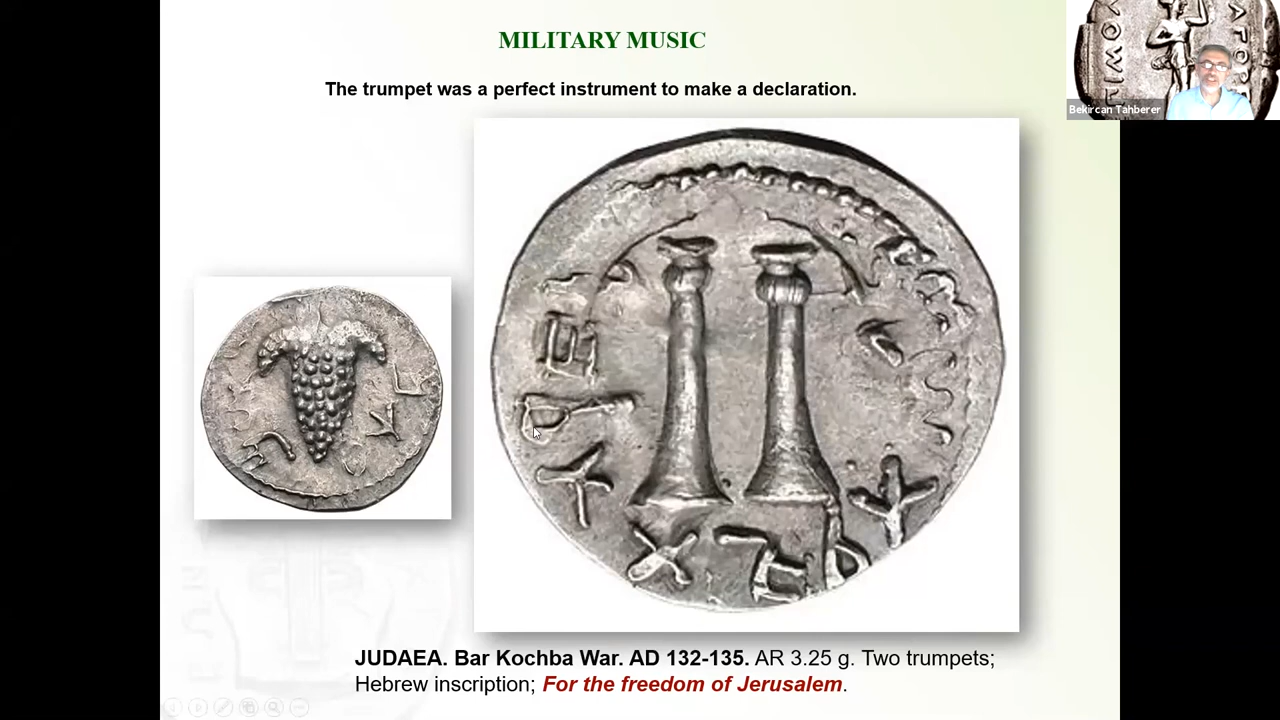 MILITARY MUSIC
The trumpet was a perfect instrument to make a declaration.
Bekircan Tahberer
JUDAEA. Bar Kochba War. AD 132-135. AR 3.25 g. Two trumpets;
Hebrew inscription; For the freedom of Jerusalem.